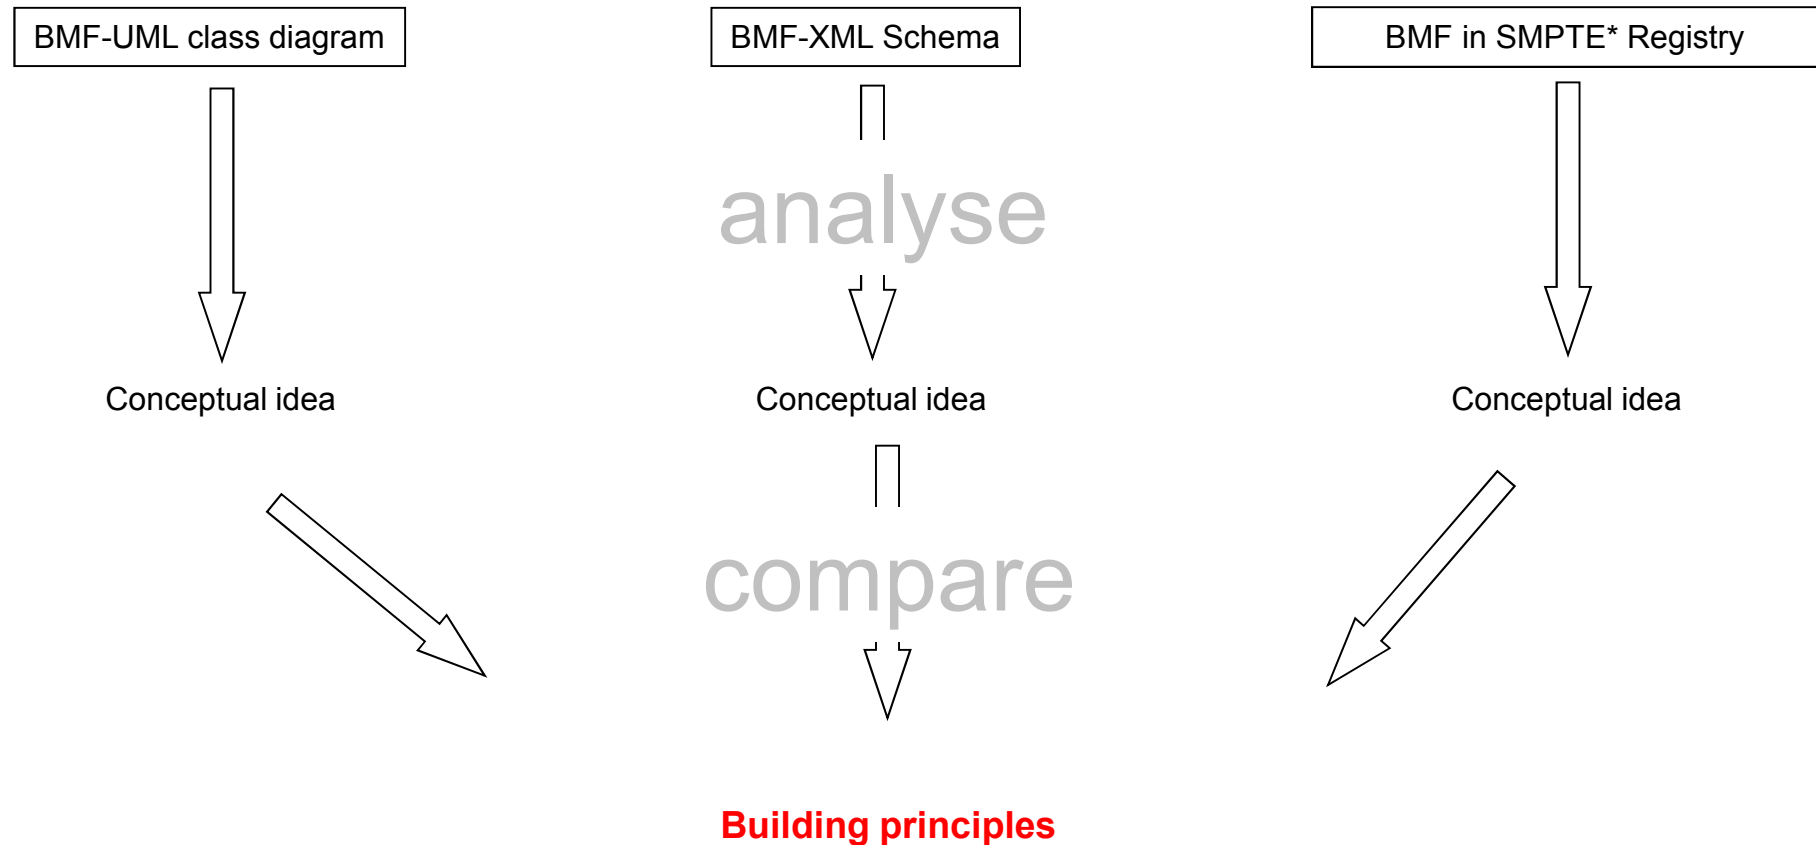 BMF-UML class diagram
BMF-XML Schema
BMF in SMPTE* Registry
analyse
Conceptual idea
Conceptual idea
Conceptual idea
compare
Building principles